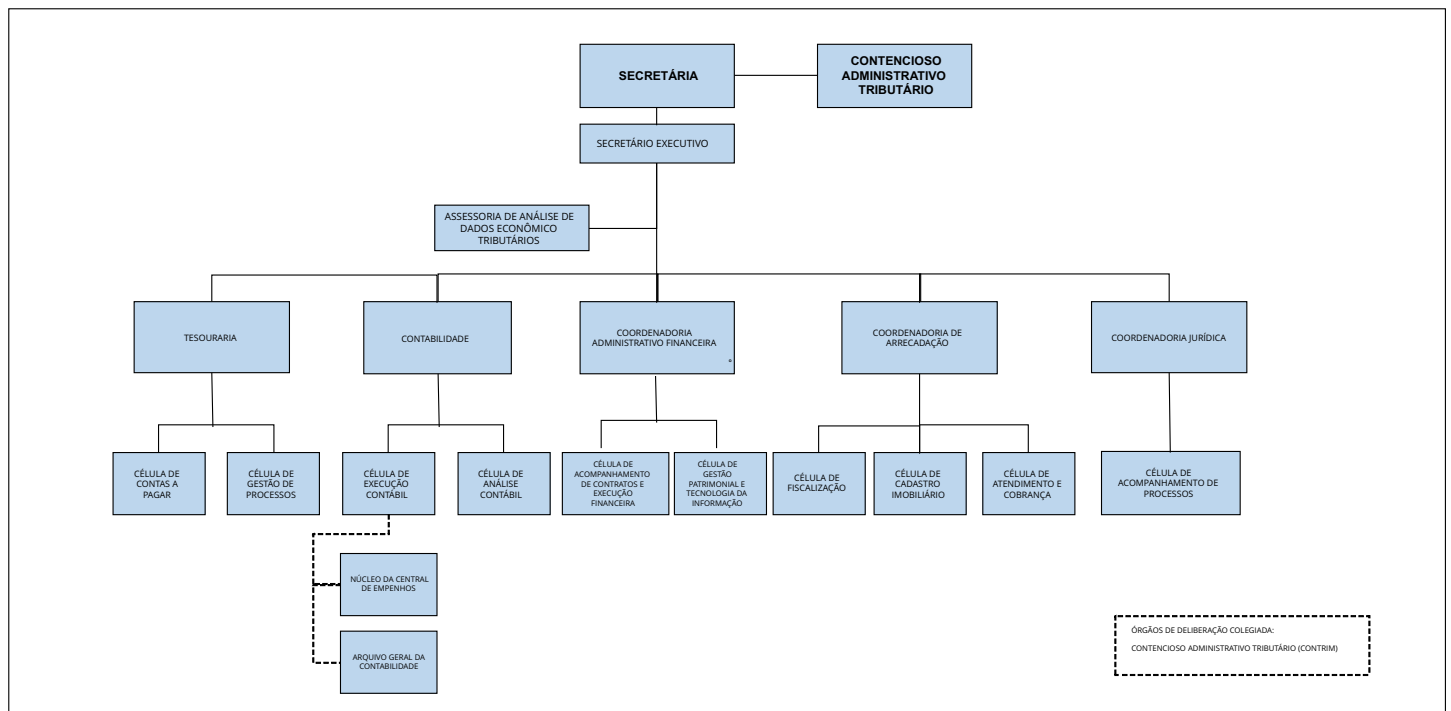 SECRETÁRIA
CONTENCIOSO
ADMINISTRATIVO
TRIBUTÁRIO
SECRETÁRIO EXECUTIVO
ASSESSORIA DE ANÁLISE DE
DADOS ECONÔMICO
TRIBUTÁRIOS
TESOURARIA
CONTABILIDADE
COORDENADORIA
ADMINISTRATIVO FINANCEIRA
COORDENADORIA DE
ARRECADAÇÃO
COORDENADORIA JURÍDICA
CÉLULA DE
CONTAS A
PAGAR
CÉLULA DE
GESTÃO DE
PROCESSOS
CÉLULA DE
EXECUÇÃO
CONTÁBIL
CÉLULA DE
ANÁLISE
CONTÁBIL
CÉLULA DE
ACOMPANHAMENTO
DE CONTRATOS E
EXECUÇÃO
FINANCEIRA
CÉLULA DE
GESTÃO
PATRIMONIAL E
TECNOLOGIA DA
INFORMAÇÃO
CÉLULA DE
FISCALIZAÇÃO
CÉLULA DE
CADASTRO
IMOBILIÁRIO
CÉLULA DE
ATENDIMENTO E
COBRANÇA
CÉLULA DE
ACOMPANHAMENTO DE
PROCESSOS
NÚCLEO DA CENTRAL
DE EMPENHOS
ARQUIVO GERAL DA
CONTABILIDADE
ÓRGÃOS DE DELIBERAÇÃO COLEGIADA:
CONTENCIOSO ADMINISTRATIVO TRIBUTÁRIO (CONTRIM)